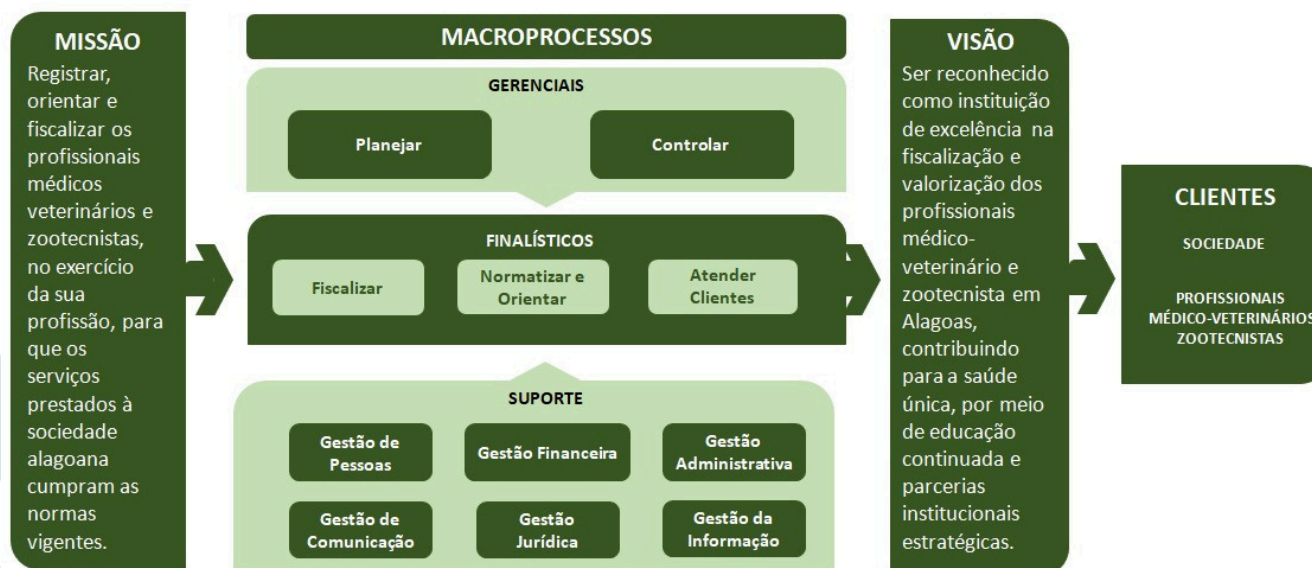 MISSÃO
Registrar,
orientar e
fiscalizar os
profissionais
médicos
veterinários e
zootecnistas,
no exercício
da sua
profissão, para
que os
serviços
prestados à
sociedade
alagoana
cumpram as
normas
vigentes.
MACROPROCESSOS
GERENCIAIS
Planejar
Controlar
FINALÍSTICOS
Fiscalizar
Normatizar e
Orientar
Atender
Clientes
SUPORTE
Gestão de
Pessoas
Gestão Financeira
Gestão
Administrativa
Gestão de
Comunicação
Gestão
Jurídica
Gestão da
Informação
VISÃO
Ser reconhecido
como instituição
de excelência na
fiscalização e
valorização dos
profissionais
médico-
veterinário e
zootecnista em
Alagoas,
contribuindo
para a saúde
única, por meio
de educação
continuada e
parcerias
institucionais
estratégicas.
CLIENTES
SOCIEDADE
PROFISSIONAIS
MÉDICO-VETERINÁRIOS
ZOOTECNISTAS